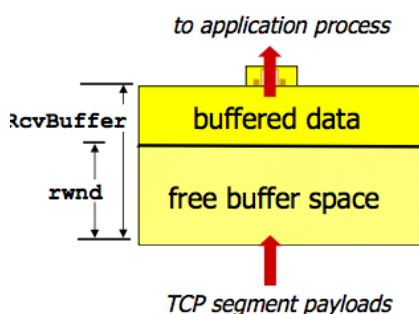 to application process
RcvBuffer
buffered data
rwnd
free buffer space
TCP segment payloads